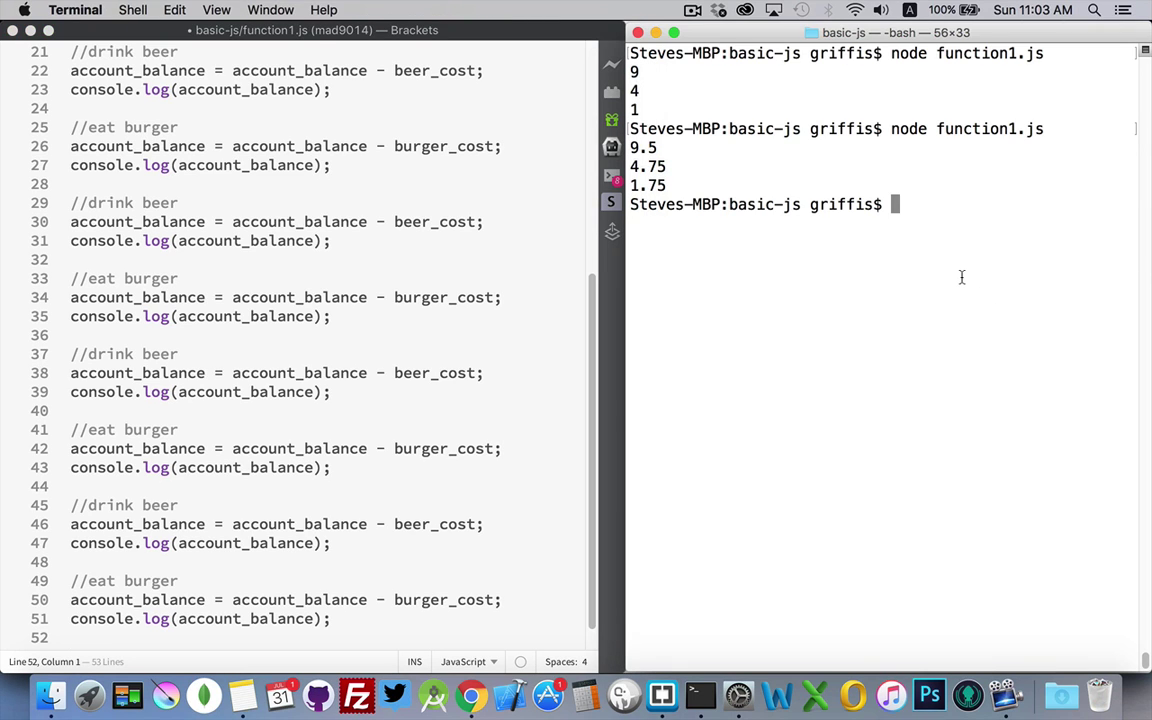 Terminal Shell Edit View Window Help A 100% Sun 11:03 AM
• basic-js/function1.js (mad9014) — Brackets
21 //drink beer
22 account_balance = account_balance - beer_cost;
23 console.log(account_balance);
24
25 //eat burger
26 account_balance = account_balance - burger_cost;
27 console.log(account_balance);
28
29 //drink beer
30 account_balance = account_balance - beer_cost;
31 console.log(account_balance);
32
33 //eat burger
34 account_balance = account_balance - burger_cost;
35 console.log(account_balance);
36
37 //drink beer
38 account_balance = account_balance - beer_cost;
39 console.log(account_balance);
40
41 //eat burger
42 account_balance = account_balance - burger_cost;
43 console.log(account_balance);
44
45 //drink beer
46 account_balance = account_balance - beer_cost;
47 console.log(account_balance);
48
49 //eat burger
50 account_balance = account_balance - burger_cost;
51 console.log(account_balance);
52
Line 52, Column 1 — 53 Lines INS JavaScript Spaces: 4
8
S
basic-js — -bash — 56×33
[Steves-MBP:basic-js griffis$ node function1.js ]
9
4
1
[Steves-MBP:basic-js griffis$ node function1.js ]
9.5
4.75
1.75
Steves-MBP:basic-js griffis$
JUL 31 1
Fz
1
W
X
Ps